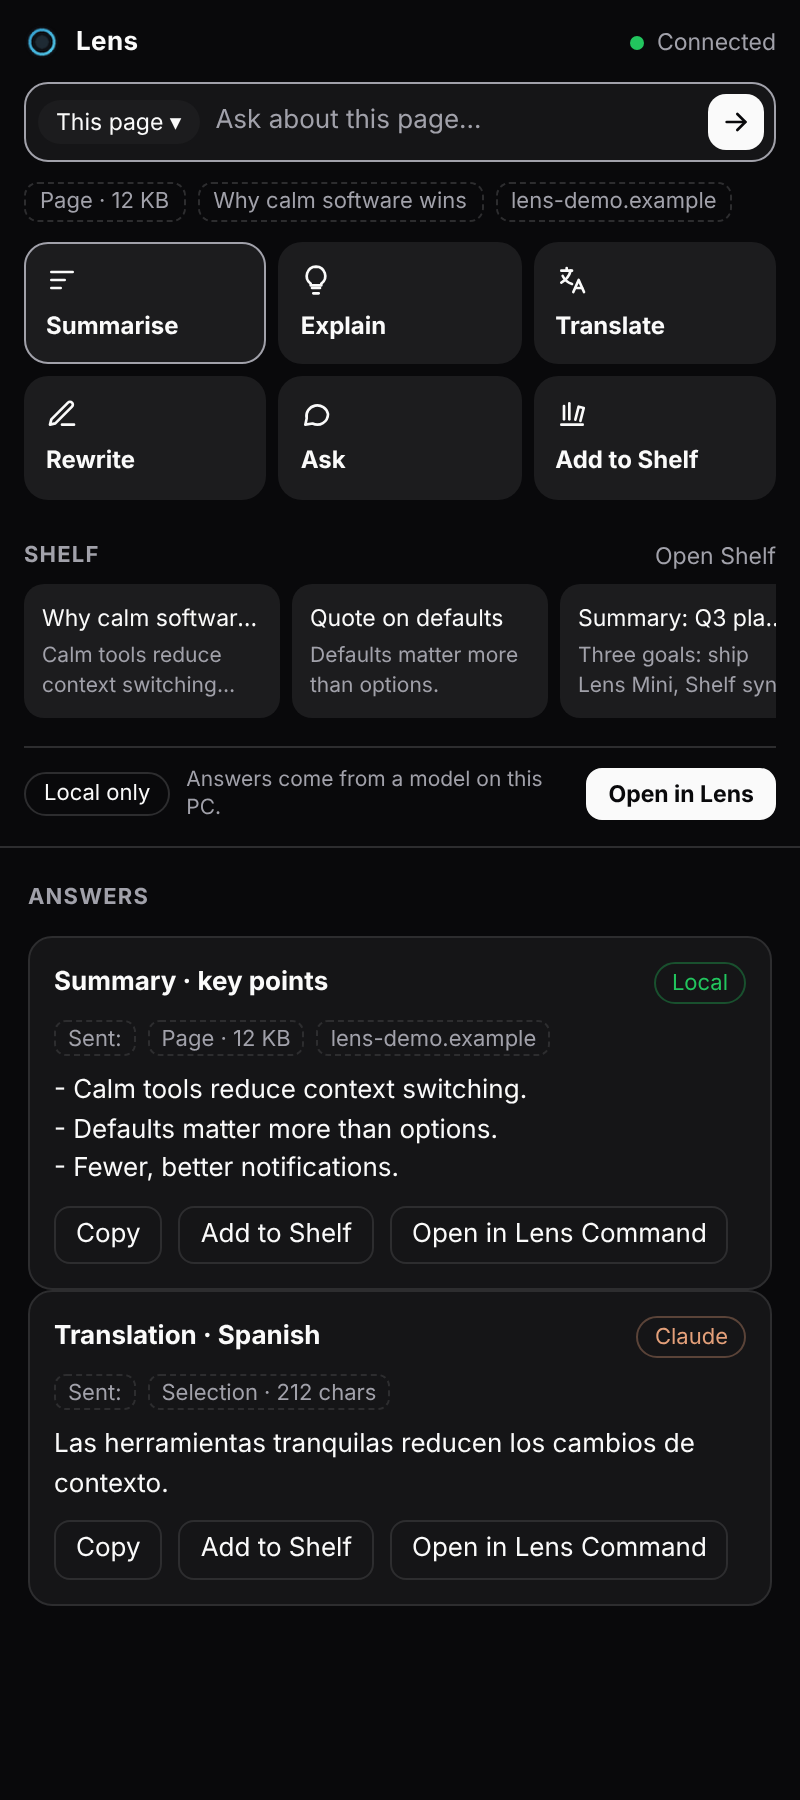 Lens
Connected
This page ▾
Ask about this page...
Page · 12 KB
Why calm software wins
lens-demo.example
Summarise
Explain
Translate
Rewrite
Ask
Add to Shelf
SHELF
Open Shelf
Why calm softwar...
Calm tools reduce
context switching...
Quote on defaults
Defaults matter more
than options.
Summary: Q3 pla..
Three goals: ship
Lens Mini, Shelf syn
Local only
Answers come from a model on this
PC.
Open in Lens
ANSWERS
Summary · key points
Local
Sent:
Page · 12 KB
lens-demo.example
- Calm tools reduce context switching.
- Defaults matter more than options.
- Fewer, better notifications.
Copy
Add to Shelf
Open in Lens Command
Translation · Spanish
Claude
Sent:
Selection · 212 chars
Las herramientas tranquilas reducen los cambios de
contexto.
Copy
Add to Shelf
Open in Lens Command